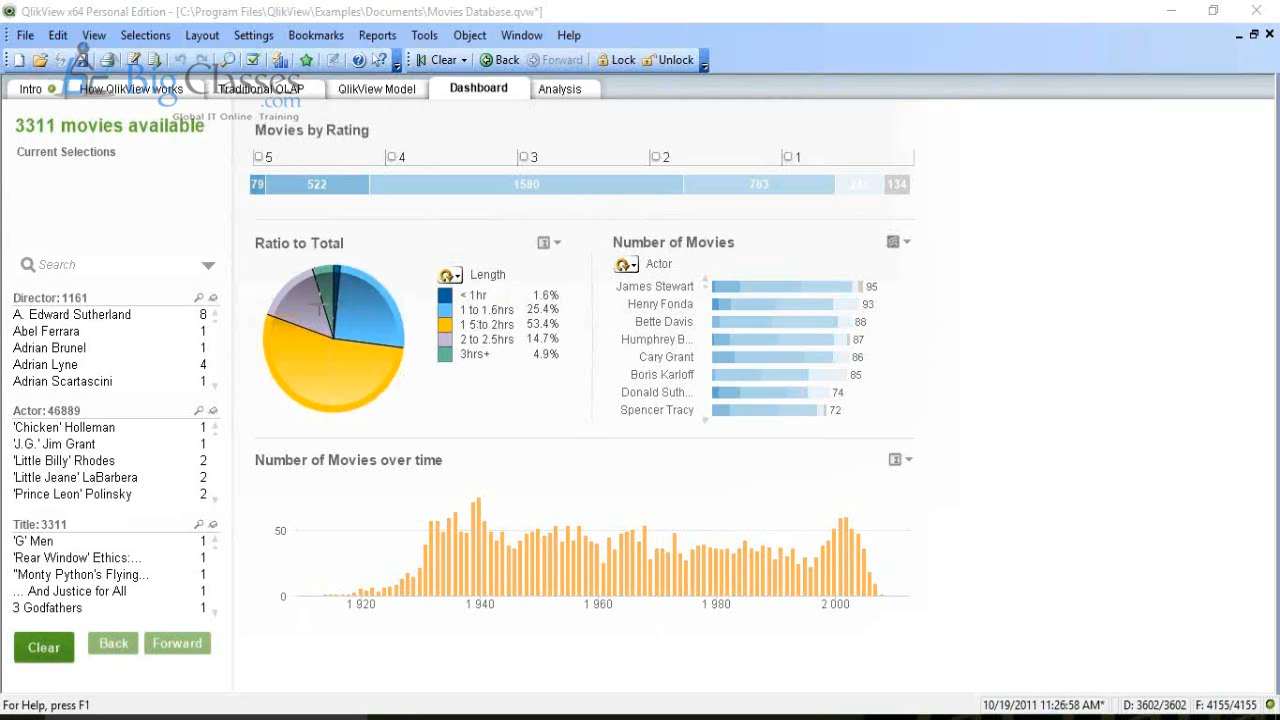 QlikView x64 Personal Edition - [C:\Program Files\QlikView\Examples\Documents\Movies Database.qvw*]
File Edit View Selections Layout Settings Bookmarks Reports Tools Object Window Help
Clear Back Forward Lock Unlock
Intro How QlikView works Traditional OLAP QlikView Model Dashboard Analysis
BigClasses
.com
Global IT Online Training
3311 movies available
Current Selections
Search
Director: 1161
A. Edward Sutherland 8
Abel Ferrara 1
Adrian Brunel 1
Adrian Lyne 4
Adrian Scartascini 1
Actor: 46889
'Chicken' Holleman 1
'J.G.' Jim Grant 1
'Little Billy' Rhodes 2
'Little Jeane' LaBarbera 2
'Prince Leon' Polinsky 2
Title: 3311
'G' Men 1
'Rear Window' Ethics:... 1
"Monty Python's Flying... 1
... And Justice for All 1
3 Godfathers 1
Clear Back Forward
Movies by Rating
5 4 3 2 1
79 522 1580 763 134
Ratio to Total
Length
< 1hr 1.6%
1 to 1.6hrs 25.4%
1 5 to 2hrs 53.4%
2 to 2.5hrs 14.7%
3hrs+ 4.9%
Number of Movies
Actor
James Stewart 95
Henry Fonda 93
Bette Davis 88
Humphrey B... 87
Cary Grant 86
Boris Karloff 85
Donald Suth... 74
Spencer Tracy 72
Number of Movies over time
50
0
1 920 1 940 1 960 1 980 2 000
For Help, press F1 10/19/2011 11:26:58 AM* D: 3602/3602 F: 4155/4155